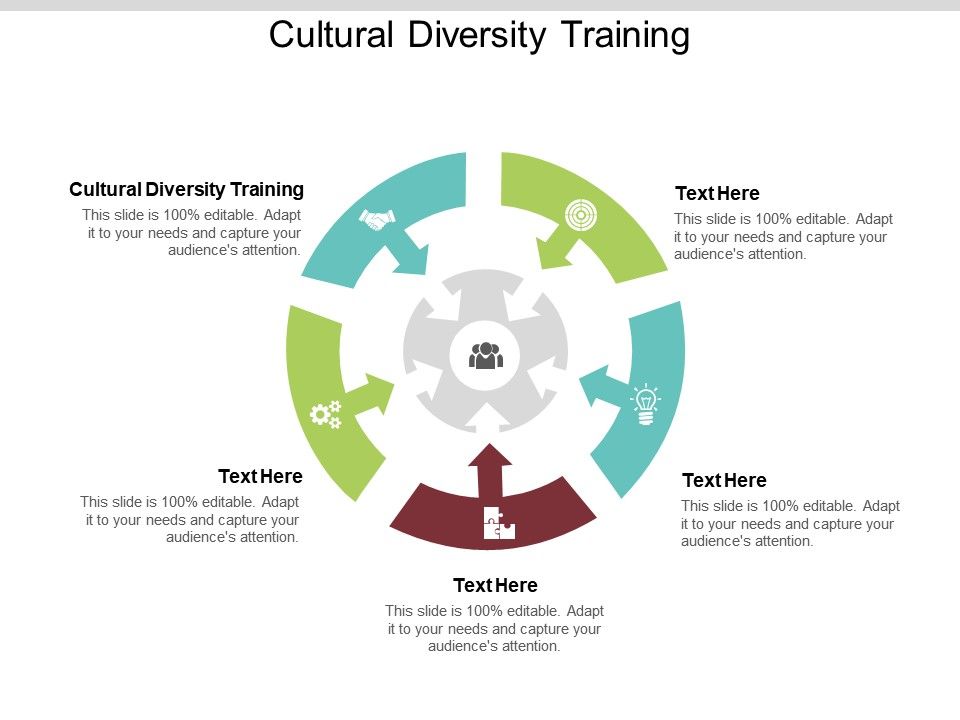 Cultural Diversity Training
Cultural Diversity Training
This slide is 100% editable. Adapt
it to your needs and capture your
audience's attention.
Text Here
This slide is 100% editable. Adapt
it to your needs and capture your
audience's attention.
Text Here
This slide is 100% editable. Adapt
it to your needs and capture your
audience's attention.
Text Here
This slide is 100% editable. Adapt
it to your needs and capture your
audience's attention.
Text Here
This slide is 100% editable. Adapt
it to your needs and capture your
audience's attention.